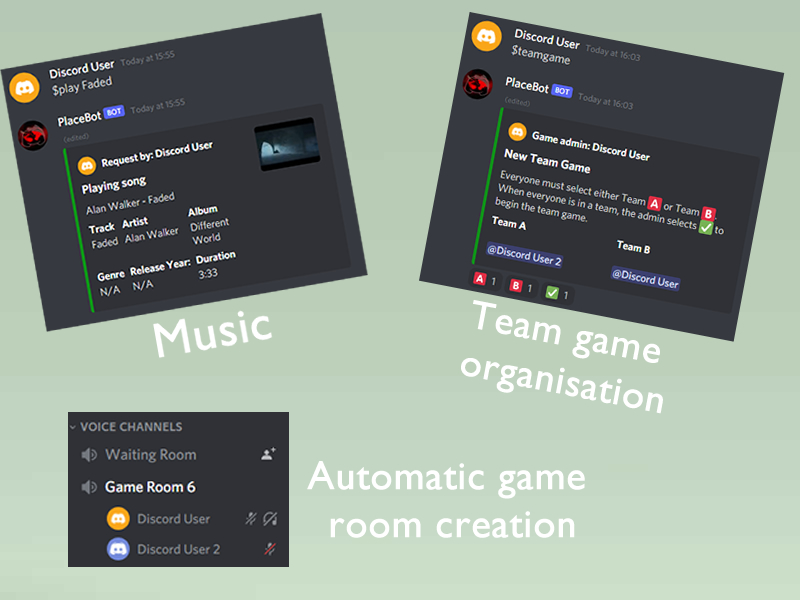 Discord User Today at 15:55
$play Faded
PlaceBot BOT Today at 15:55
(edited)
Request by: Discord User
Playing song
Alan Walker - Faded
Track Artist Album
Faded Alan Walker Different
World
Genre Release Year: Duration
N/A N/A 3:33
Music
Discord User Today at 16:03
$teamgame
PlaceBot BOT Today at 16:03
(edited)
Game admin: Discord User
New Team Game
Everyone must select either Team A or Team B.
When everyone is in a team, the admin selects ✅ to
begin the team game.
Team A Team B
@Discord User 2 @Discord User
A 1 B 1 ✅ 1
Team game
organisation
VOICE CHANNELS
Waiting Room
Game Room 6
Discord User
Discord User 2
Automatic game
room creation